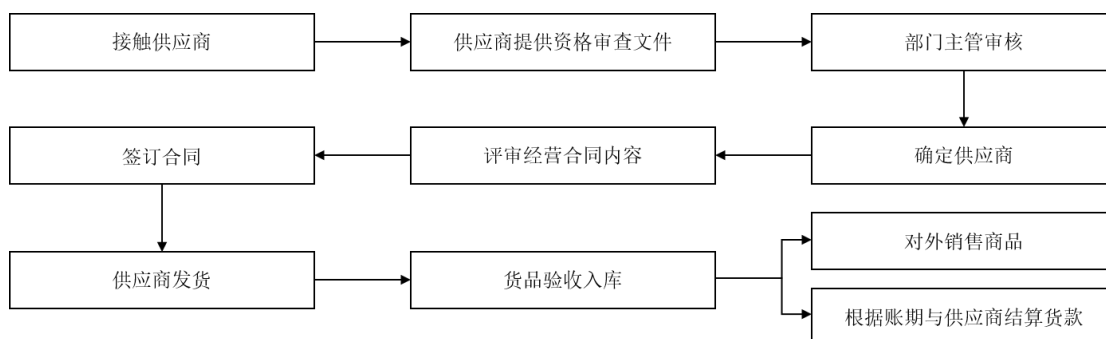 接触供应商
供应商提供资格审查文件
部门主管审核
确定供应商
评审经营合同内容
签订合同
供应商发货
货品验收入库
对外销售商品
根据账期与供应商结算货款